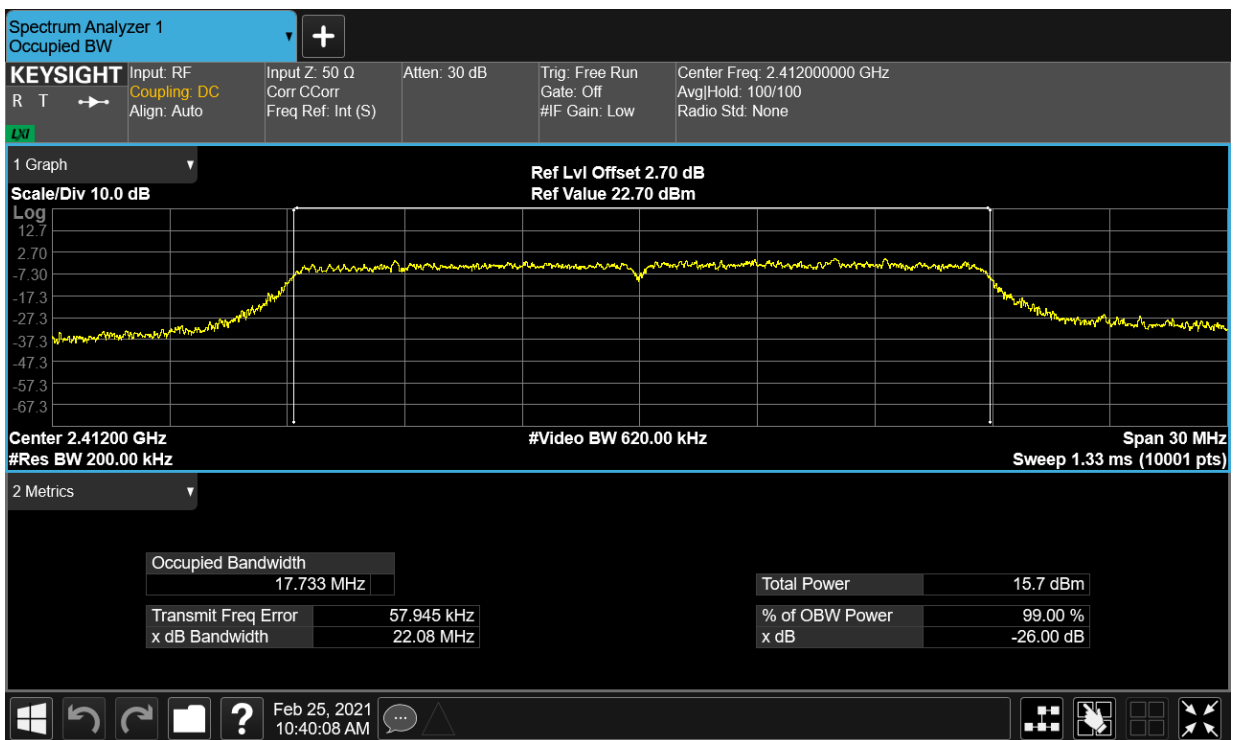 Spectrum Analyzer 1
Occupied BW
KEYSIGHT
R T
LXI
Input: RF
Coupling: DC
Align: Auto
Input Z: 50 Ω
Corr CCorr
Freq Ref: Int (S)
Atten: 30 dB
Trig: Free Run
Gate: Off
#IF Gain: Low
Center Freq: 2.412000000 GHz
Avg|Hold: 100/100
Radio Std: None
1 Graph
Scale/Div 10.0 dB
Ref Lvl Offset 2.70 dB
Ref Value 22.70 dBm
Log
12.7
2.70
-7.30
-17.3
-27.3
-37.3
-47.3
-57.3
-67.3
Center 2.41200 GHz
#Res BW 200.00 kHz
#Video BW 620.00 kHz
Span 30 MHz
Sweep 1.33 ms (10001 pts)
2 Metrics
Occupied Bandwidth
17.733 MHz
Transmit Freq Error 57.945 kHz
x dB Bandwidth 22.08 MHz
Total Power 15.7 dBm
% of OBW Power 99.00 %
x dB -26.00 dB
?
Feb 25, 2021
10:40:08 AM